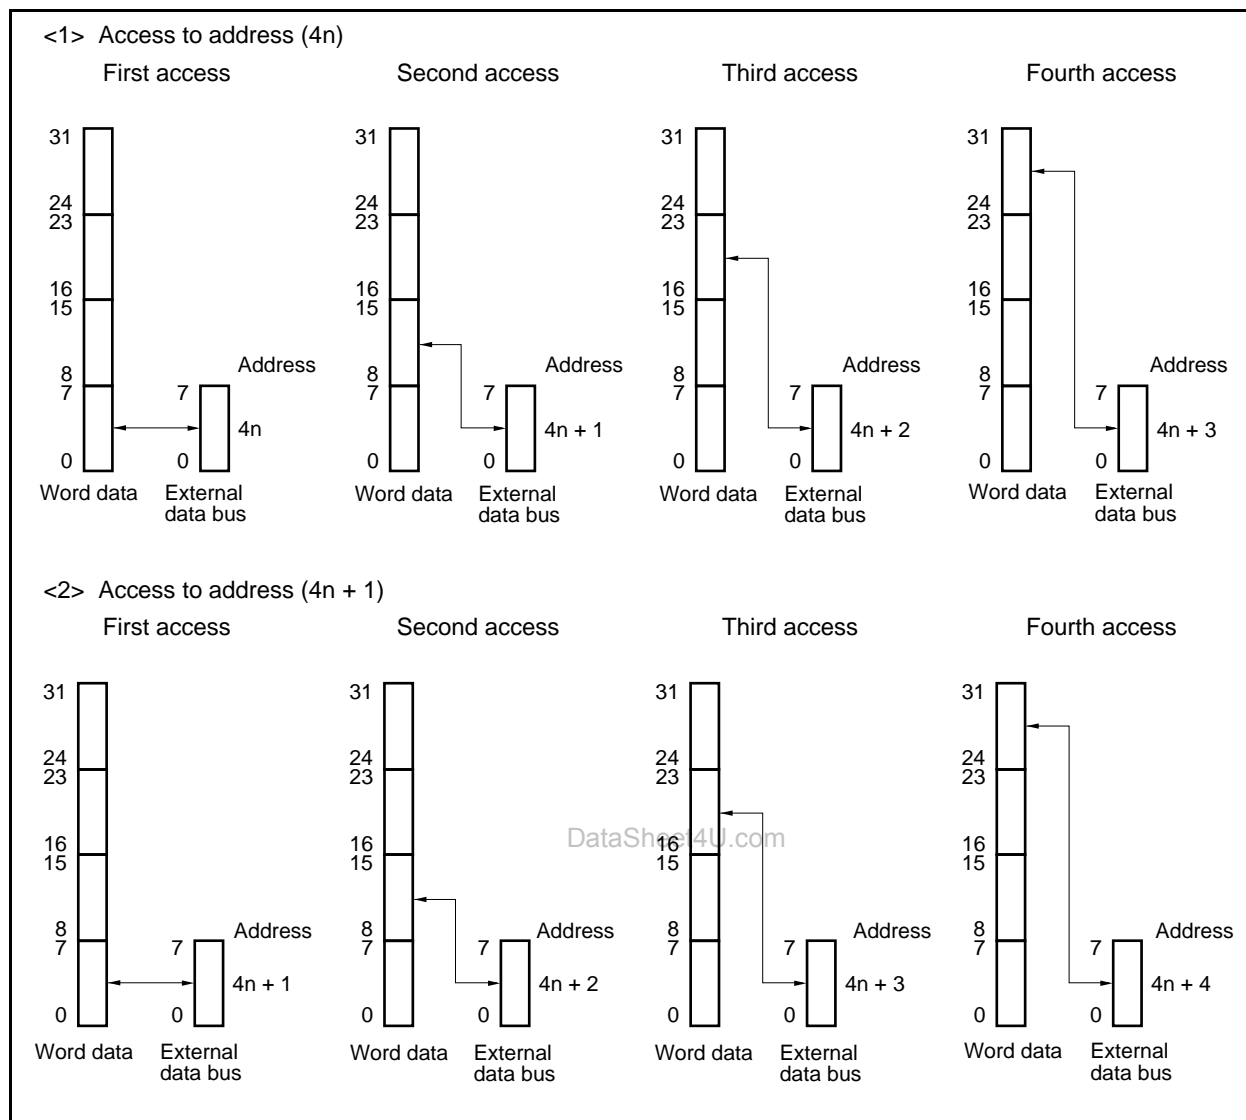 <1> Access to address (4n)
First access Second access Third access Fourth access
31 31 31 31
24 24 24 24
23 23 23 23
16 16 16 16
15 15 15 15
Address Address Address Address
8 8 8 8
7 7 7 7 7 7 7 7
4n 4n + 1 4n + 2 4n + 3
0 0 0 0 0 0 0 0
Word data External Word data External Word data External Word data External
data bus data bus data bus data bus
<2> Access to address (4n + 1)
First access Second access Third access Fourth access
31 31 31 31
24 24 24 24
23 23 23 23
DataSheet4U.com
16 16 16 16
15 15 15 15
8 Address 8 Address 8 Address 8 Address
7 7 7 7 7 7 7 7
4n + 1 4n + 2 4n + 3 4n + 4
0 0 0 0 0 0 0 0
Word data External Word data External Word data External Word data External
data bus data bus data bus data bus